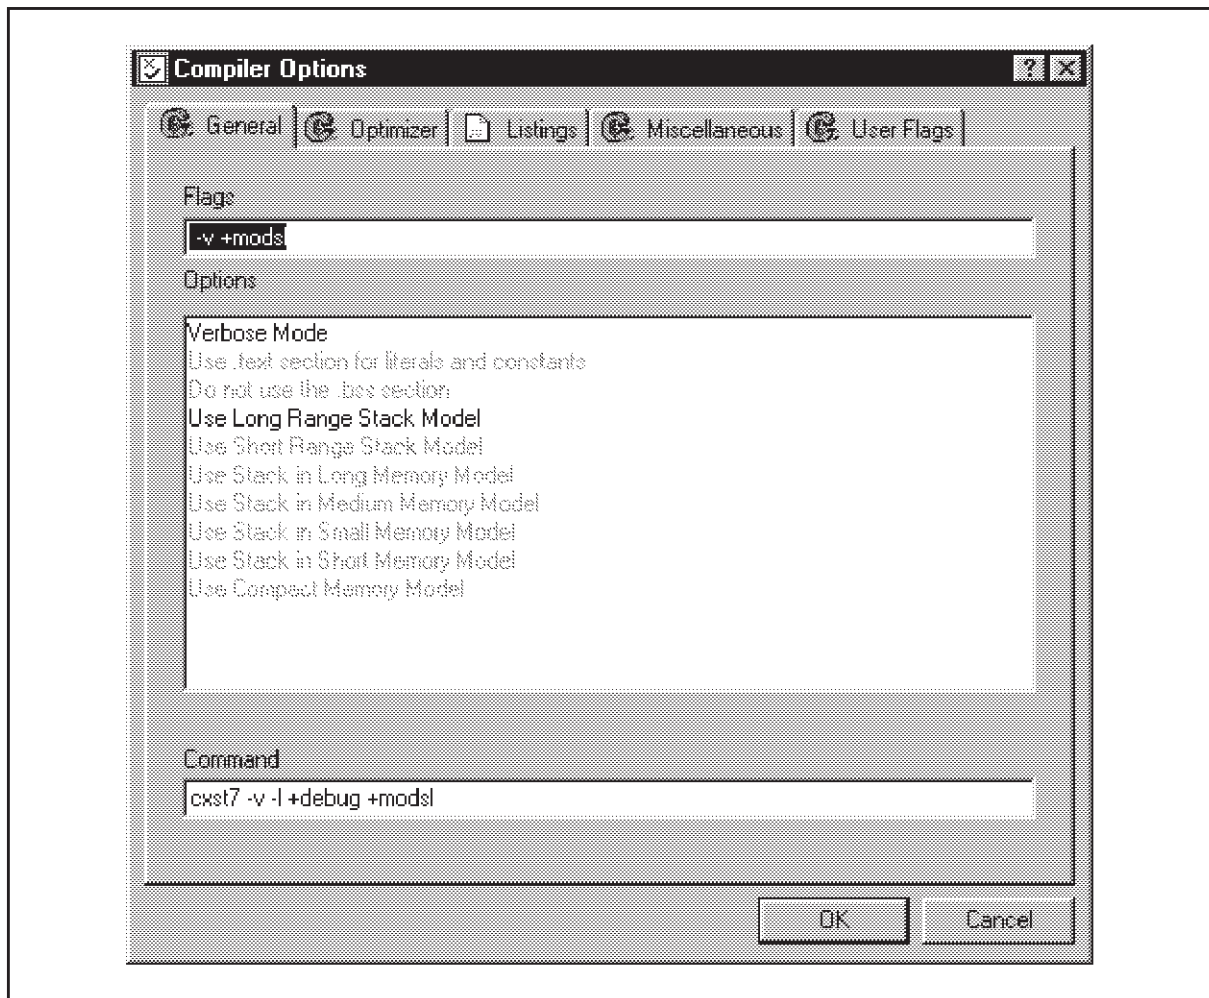 Compiler Options
General Optimizer Listings Miscellaneous User Flags
Flags
-v +modsl
Options
Verbose Mode
Use .text section for literals and constants
Do not use the .bss section
Use Long Range Stack Model
Use Short Range Stack Model
Use Stack in Long Memory Model
Use Stack in Medium Memory Model
Use Stack in Small Memory Model
Use Stack in Short Memory Model
Use Compact Memory Model
Command
cxst7 -v -l +debug +modsl
OK Cancel